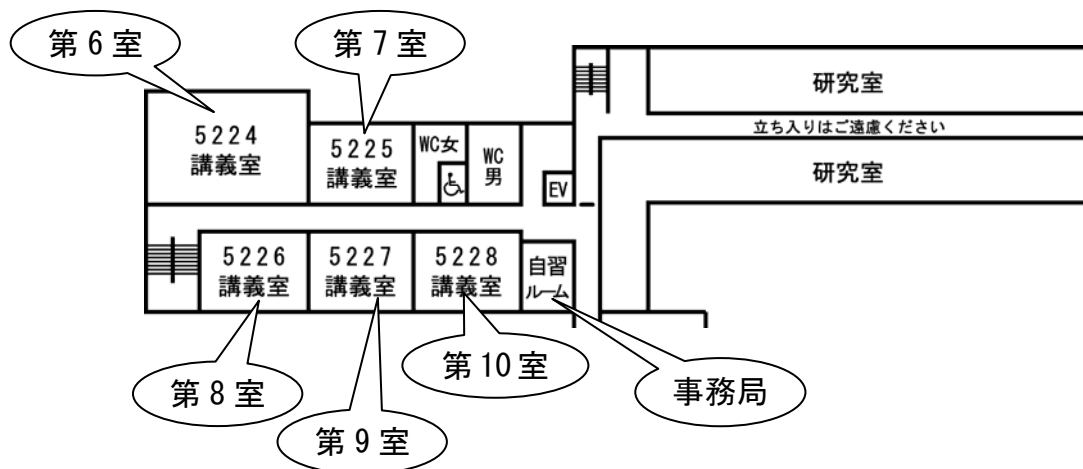 第6室
第7室
研究室
立ち入りはご遠慮ください
研究室
5224
講義室
5225
講義室
WC女
WC
男
EV
5226
講義室
5227
講義室
5228
講義室
自習
ルーム
第8室
第9室
第10室
事務局